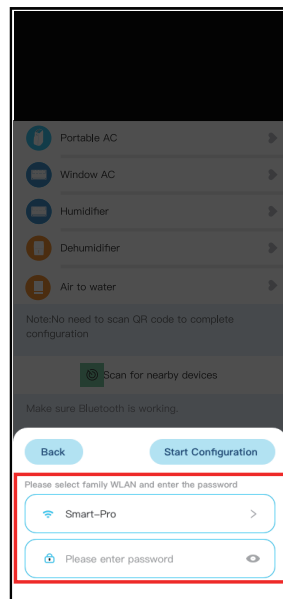 Portable AC
Window AC
Humidifier
Dehumidifier
Air to water
Note:No need to scan QR code to complete
configuration
Scan for nearby devices
Make sure Bluetooth is working.
Back
Start Configuration
Please select family WLAN and enter the password
Smart-Pro
Please enter password